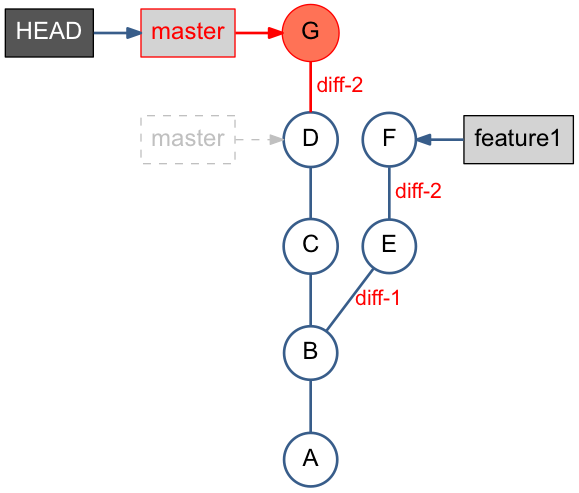 HEAD
master
G
diff-2
master
D
F
feature1
diff-2
C
E
diff-1
B
A